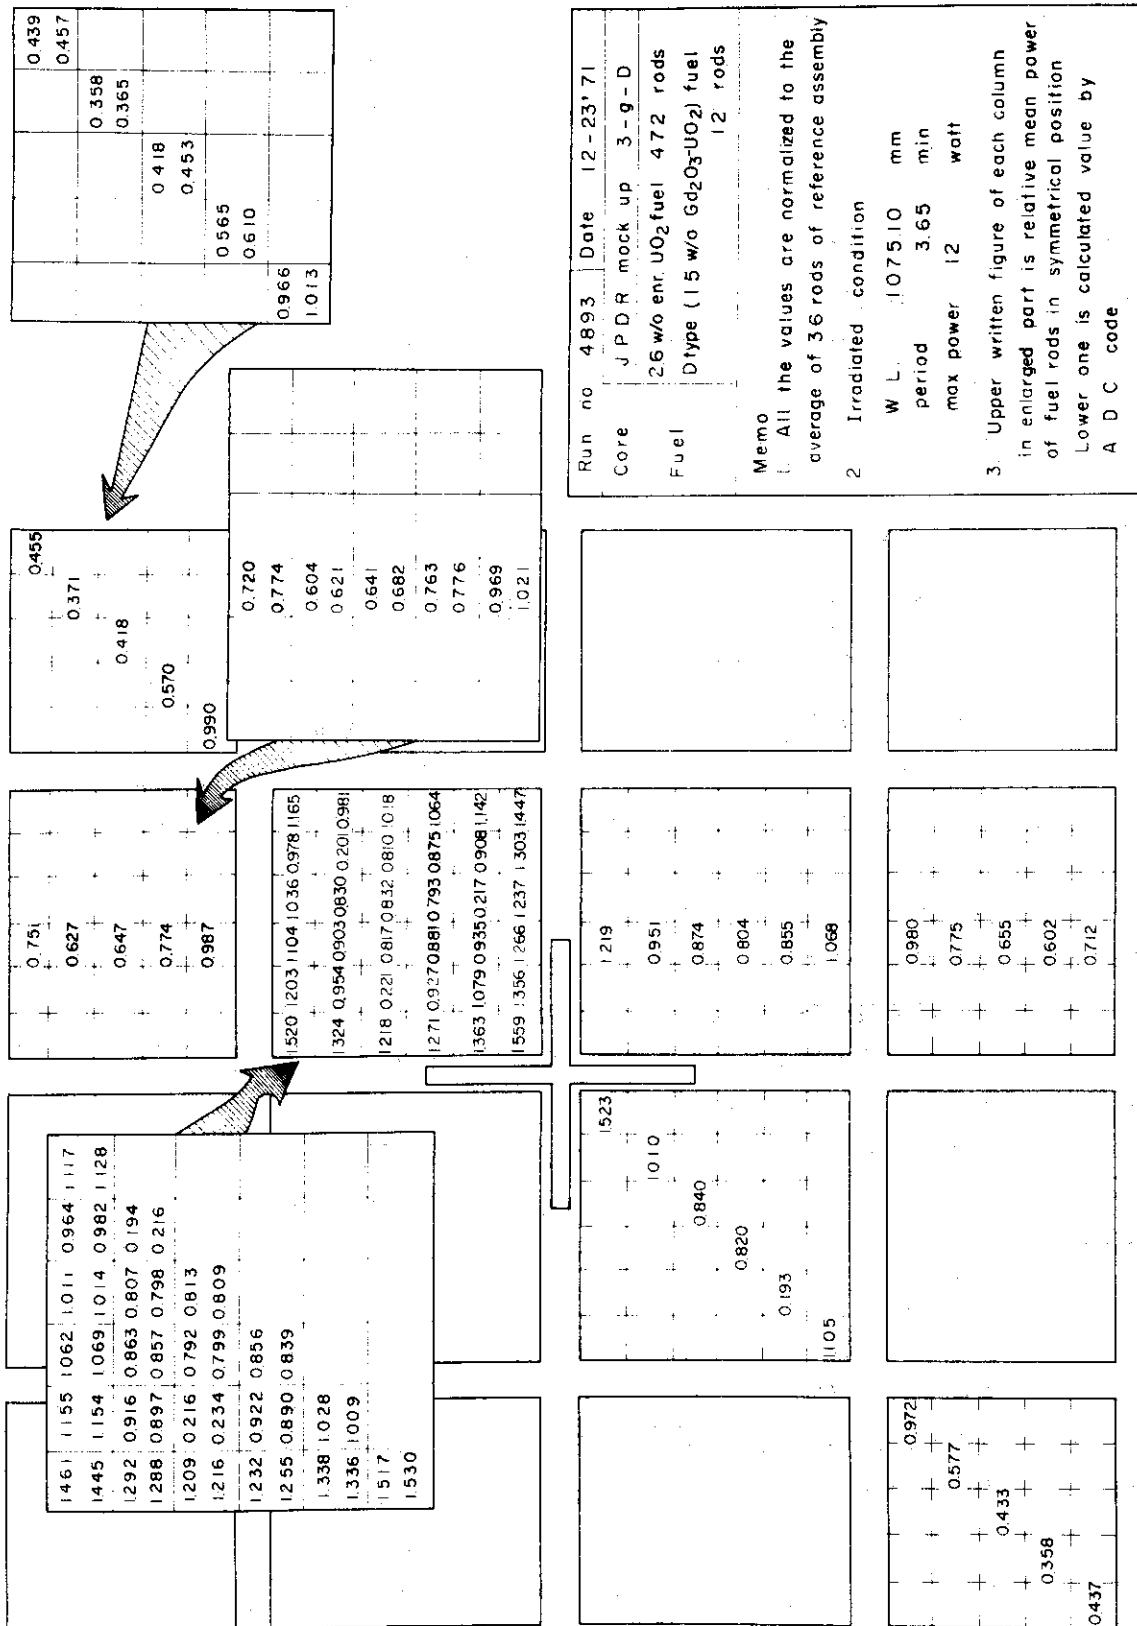 0.439
0.457
0.358
0.365
0.418
0.453
0.565
0.610
0.966
1.013
0.455
0.371
0.418
0.570
0.990
0.720
0.774
0.604
0.621
0.641
0.682
0.763
0.776
0.969
1.021
0.751
0.627
0.647
0.774
0.987
1.520 1.203 1.104 1.036 0.978 1.165
1.324 0.954 0.903 0.830 0.201 0.981
1.218 0.221 0.817 0.832 0.810 1.018
1.271 0.927 0.881 0.793 0.875 1.064
1.363 1.079 0.935 0.217 0.908 1.142
1.559 1.356 1.266 1.237 1.303 1.447
1.461 1.155 1.062 1.011 0.964 1.117
1.445 1.154 1.069 1.014 0.982 1.128
1.292 0.916 0.863 0.807 0.194
1.288 0.897 0.857 0.798 0.216
1.209 0.216 0.792 0.813
1.216 0.234 0.799 0.809
1.232 0.922 0.856
1.255 0.890 0.839
1.338 1.028
1.336 1.009
1.517
1.530
1.219
0.951
0.874
0.804
0.855
1.068
0.980
0.775
0.655
0.602
0.712
1.523
1.010
0.840
0.820
0.193
1.105
0.972
0.577
0.433
0.358
0.437
Run no 4893 Date 12-23'71
Core JPDR mock up 3-g-D
Fuel 2.6 w/o enr. UO2 fuel 472 rods
D type (1.5 w/o Gd2O3-UO2) fuel
12 rods
Memo
1. All the values are normalized to the
average of 36 rods of reference assembly
2 Irradiated condition
W L. 1075.10 mm
period 3.65 min
max power 12 watt
3. Upper written figure of each column
in enlarged part is relative mean power
of fuel rods in symmetrical position
Lower one is calculated value by
A D C code